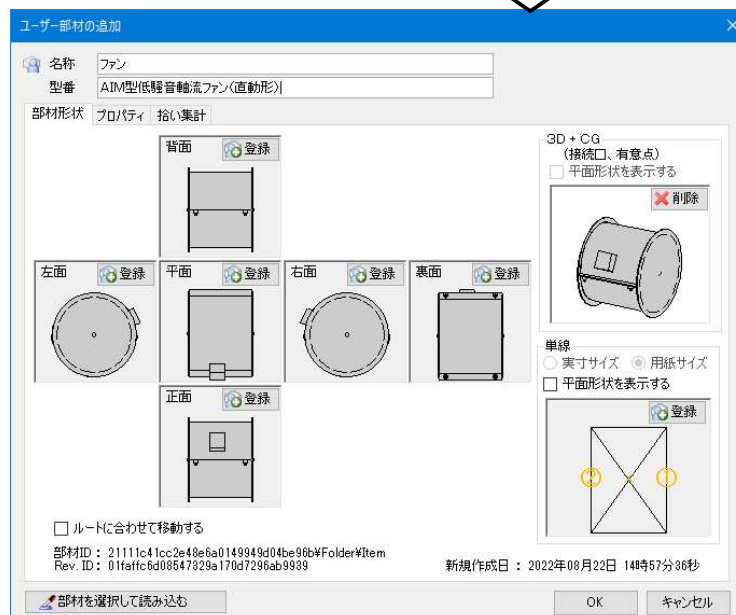 ユーザー部材の追加
名称 ファン
型番 AIM型低騒音軸流ファン(直動形)
部材形状 プロパティ 拾い集計
背面 登録
左面 登録
平面 登録
右面 登録
裏面 登録
正面 登録
3D + CG
(接続口、有意点)
平面形状を表示する
削除
単線
実寸サイズ 用紙サイズ
平面形状を表示する
登録
② ①
ルートに合わせて移動する
部材ID : 21111c41cc2e48e6a0149949d04be96b¥Folder¥Item
Rev. ID : 01faffc6d08547329a170d7296ab9939
新規作成日 : 2022年08月22日 14時57分36秒
部材を選択して読み込む
OK キャンセル